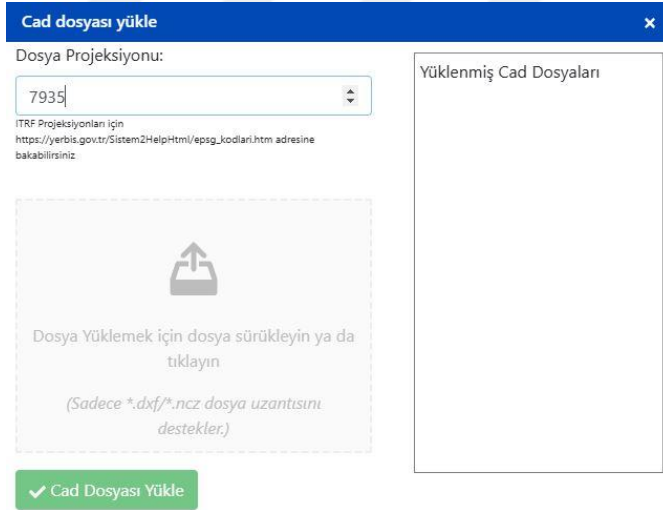 Cad dosyası yükle
×
Dosya Projeksiyonu:
7935
ITRF Projeksiyonları için
https://yerbis.gov.tr/Sistem2HelpHtml/epsg_kodlari.htm adresine
bakabilirsiniz
Dosya Yüklemek için dosya sürükleyin ya da
tıklayın
(Sadece *.dxf/*.ncz dosya uzantısını
destekler.)
Cad Dosyası Yükle
Yüklenmiş Cad Dosyaları